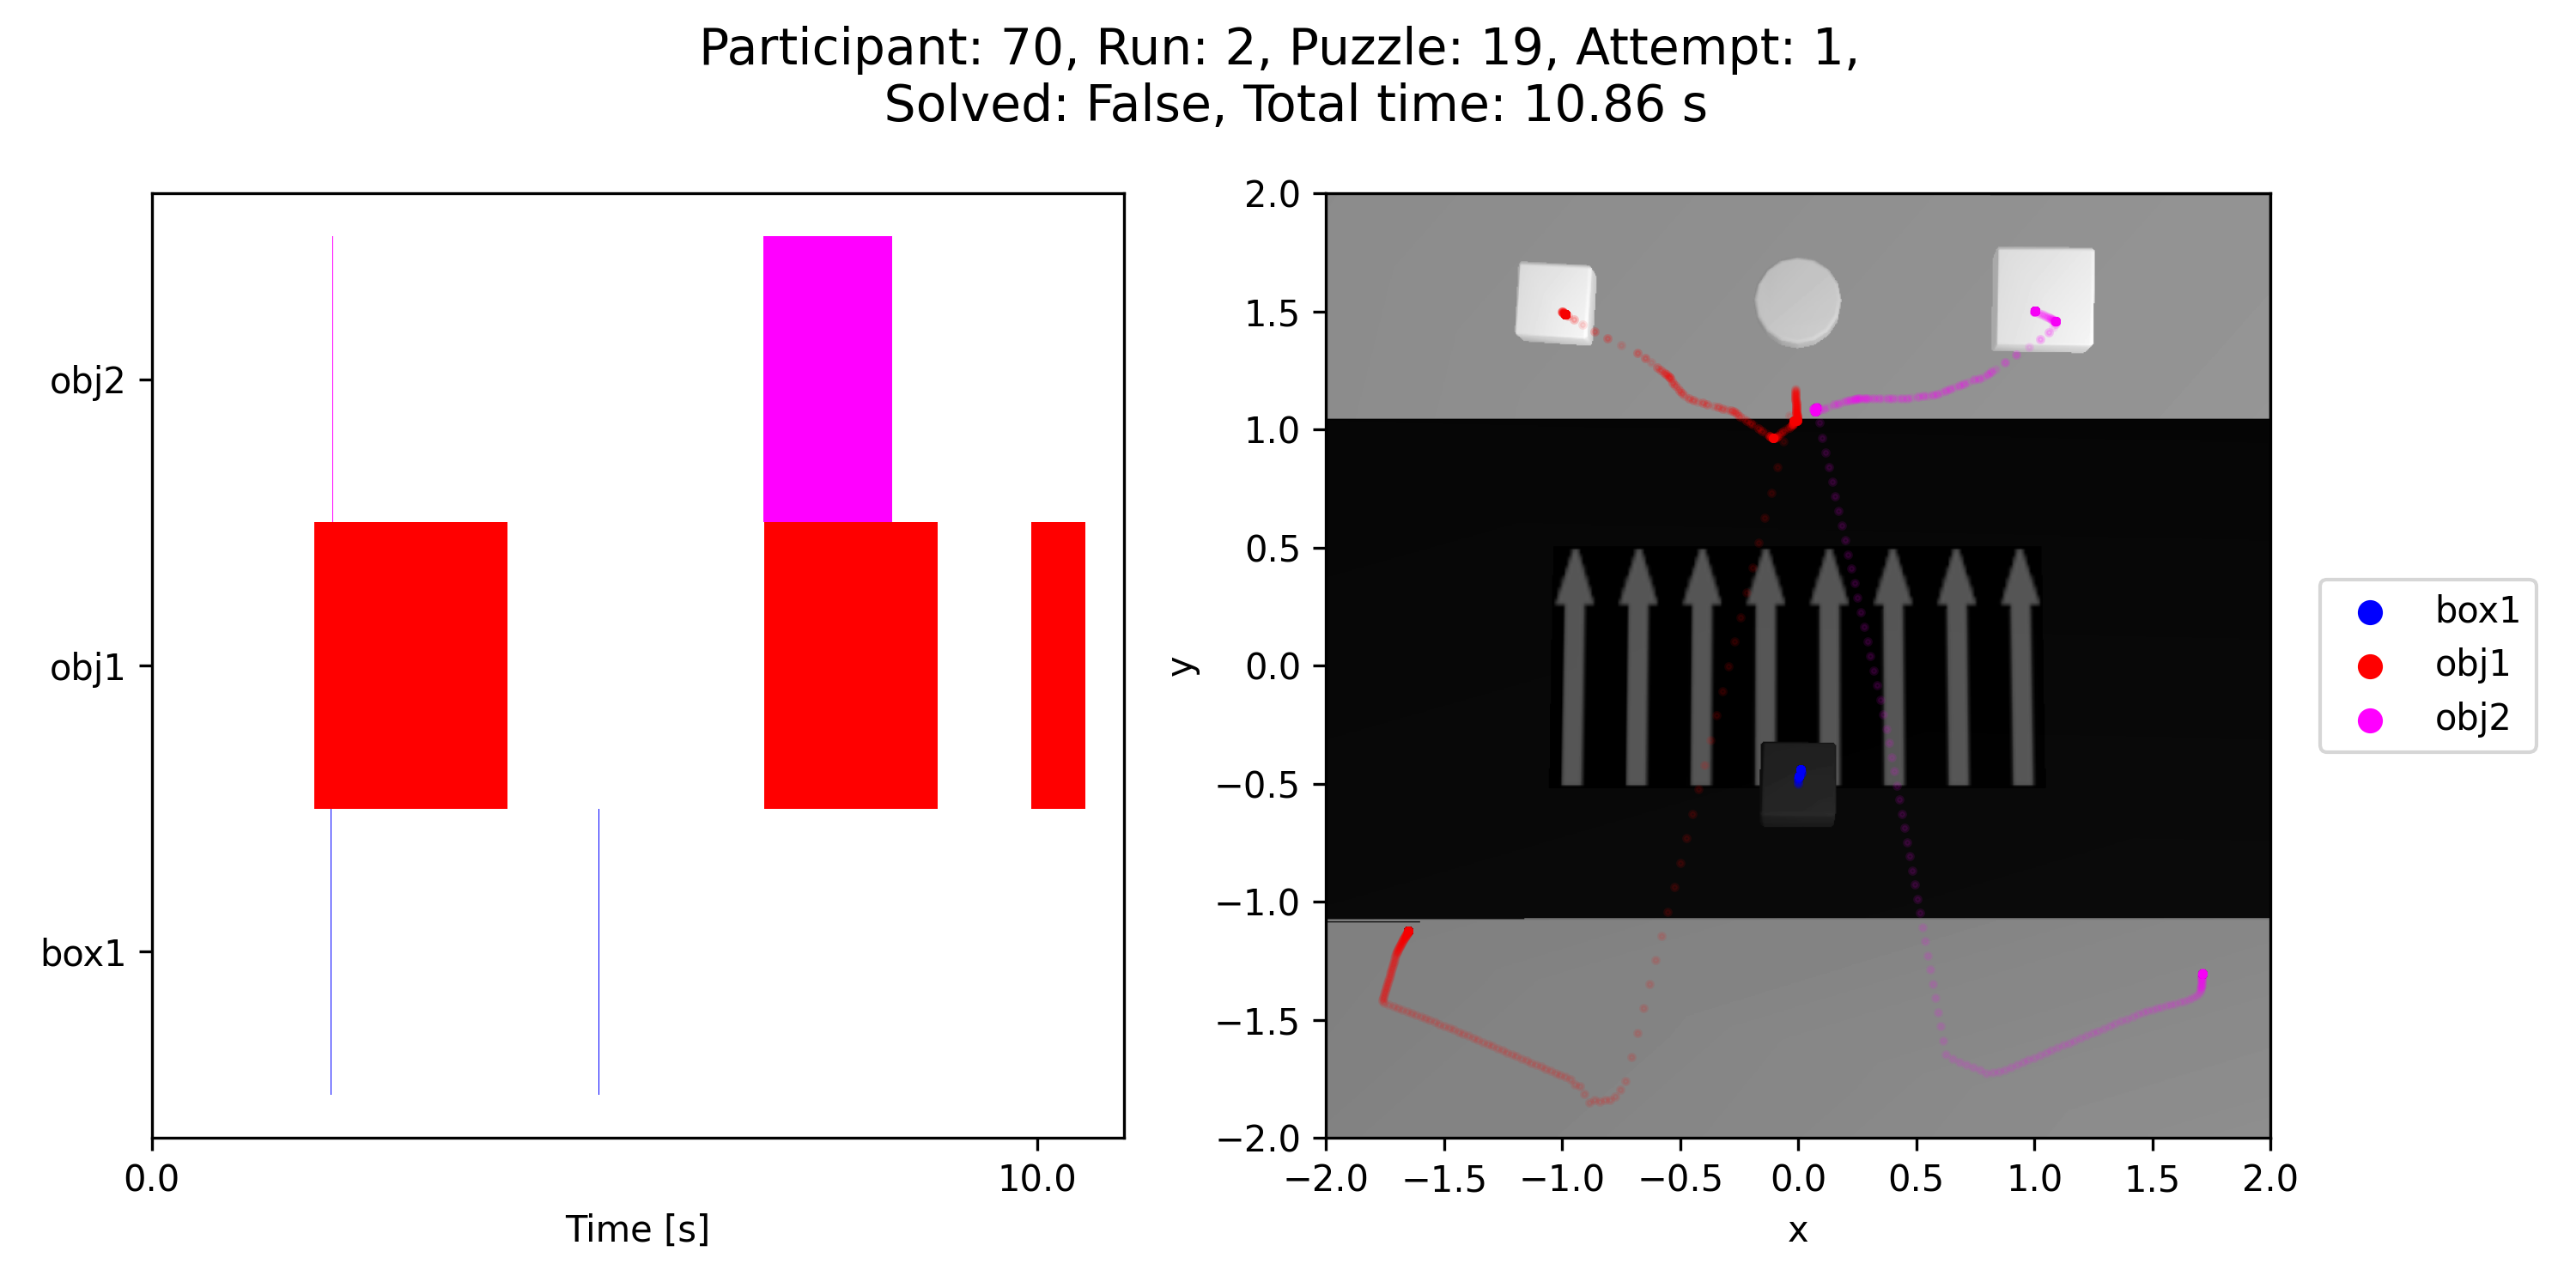 Participant: 70, Run: 2, Puzzle: 19, Attempt: 1,
Solved: False, Total time: 10.86 s
obj2
obj1
box1
0.0
10.0
Time [s]
2.0
1.5
1.0
0.5
0.0
−0.5
−1.0
−1.5
−2.0
y
−2.0
−1.5
−1.0
−0.5
0.0
0.5
1.0
1.5
2.0
x
box1
obj1
obj2